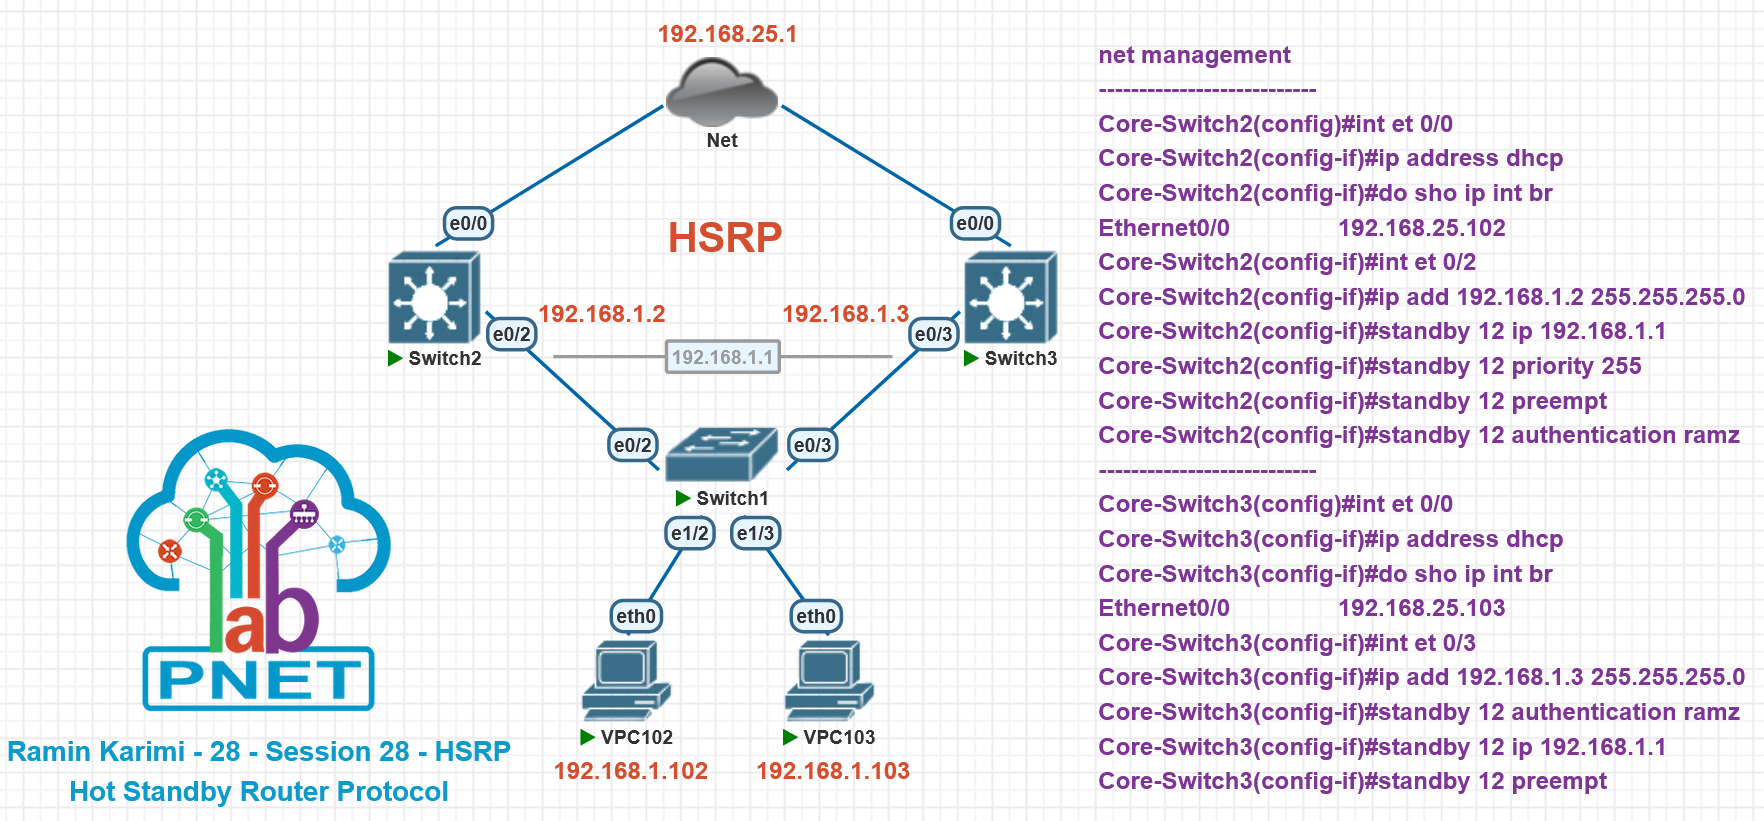 192.168.25.1
Net
HSRP
e0/0
e0/0
192.168.1.2
192.168.1.3
e0/2
e0/3
192.168.1.1
Switch2
Switch3
e0/2
e0/3
Switch1
e1/2
e1/3
eth0
eth0
VPC102
VPC103
192.168.1.102
192.168.1.103
lab
PNET
Ramin Karimi - 28 - Session 28 - HSRP
Hot Standby Router Protocol
net management
---------------------------
Core-Switch2(config)#int et 0/0
Core-Switch2(config-if)#ip address dhcp
Core-Switch2(config-if)#do sho ip int br
Ethernet0/0 192.168.25.102
Core-Switch2(config-if)#int et 0/2
Core-Switch2(config-if)#ip add 192.168.1.2 255.255.255.0
Core-Switch2(config-if)#standby 12 ip 192.168.1.1
Core-Switch2(config-if)#standby 12 priority 255
Core-Switch2(config-if)#standby 12 preempt
Core-Switch2(config-if)#standby 12 authentication ramz
---------------------------
Core-Switch3(config)#int et 0/0
Core-Switch3(config-if)#ip address dhcp
Core-Switch3(config-if)#do sho ip int br
Ethernet0/0 192.168.25.103
Core-Switch3(config-if)#int et 0/3
Core-Switch3(config-if)#ip add 192.168.1.3 255.255.255.0
Core-Switch3(config-if)#standby 12 authentication ramz
Core-Switch3(config-if)#standby 12 ip 192.168.1.1
Core-Switch3(config-if)#standby 12 preempt